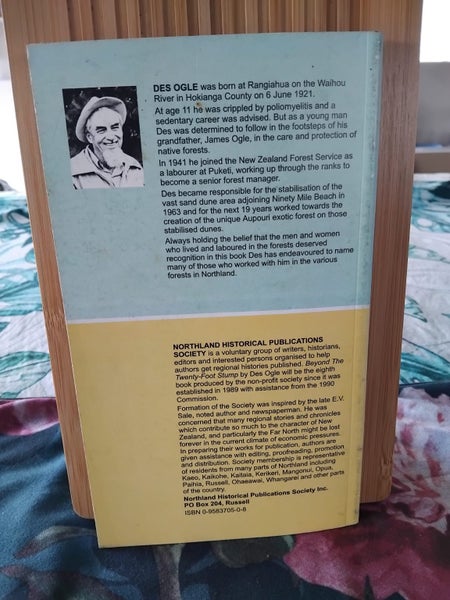 DES OGLE was born at Rangiahua on the Waihou
River in Hokianga County on 6 June 1921.
At age 11 he was crippled by poliomyelitis and a
sedentary career was advised. But as a young man
Des was determined to follow in the footsteps of his
grandfather, James Ogle, in the care and protection of
native forests.
In 1941 he joined the New Zealand Forest Service as
a labourer at Puketi, working up through the ranks to
become a senior forest manager.
Des became responsible for the stabilisation of the
vast sand dune area adjoining Ninety Mile Beach in
1963 and for the next 19 years worked towards the
creation of the unique Aupouri exotic forest on those
stabilised dunes.
Always holding the belief that the men and women
who lived and laboured in the forests deserved
recognition in this book Des has endeavoured to name
many of those who worked with him in the various
forests in Northland.
NORTHLAND HISTORICAL PUBLICATIONS
SOCIETY is a voluntary group of writers, historians,
editors and interested persons organised to help
authors get regional histories published. Beyond The
Twenty-Foot Stump by Des Ogle will be the eighth
book produced by the non-profit society since it was
established in 1989 with assistance from the 1990
Commission.
Formation of the Society was inspired by the late E.V.
Sale, noted author and newspaperman. He was
concerned that many regional stories and chronicles
which contribute so much to the character of New
Zealand, and particularly the Far North might be lost
forever in the current climate of economic pressures.
In preparing their works for publication, authors are
given assistance with editing, proofreading, promotion
and distribution. Society membership is representative
of residents from many parts of Northland including
Kaeo, Kaikohe, Kaitaia, Kerikeri, Mangonui, Opua,
Paihia, Russell, Ohaeawai, Whangarei and other parts
of the country.
Northland Historical Publications Society Inc.
PO Box 204, Russell
ISBN 0-9583705-0-8